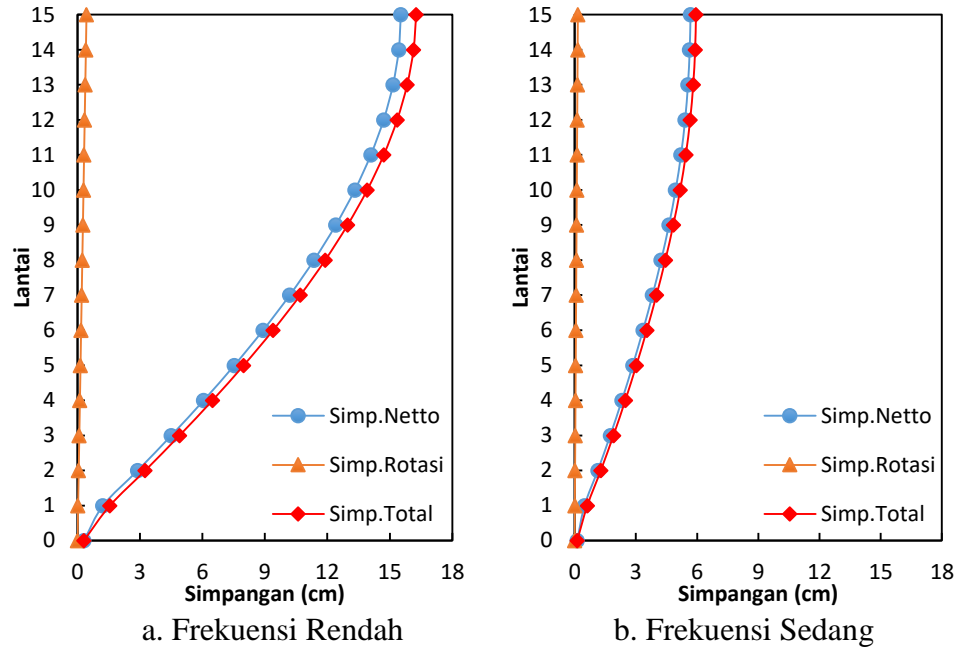 15
14
13
12
11
10
9
8
7
6
5
4
3
2
1
0
Lantai
Simp.Netto
Simp.Rotasi
Simp.Total
0 3 6 9 12 15 18
Simpangan (cm)
a. Frekuensi Rendah
15
14
13
12
11
10
9
8
7
6
5
4
3
2
1
0
Lantai
Simp.Netto
Simp.Rotasi
Simp.Total
0 3 6 9 12 15 18
Simpangan (cm)
b. Frekuensi Sedang